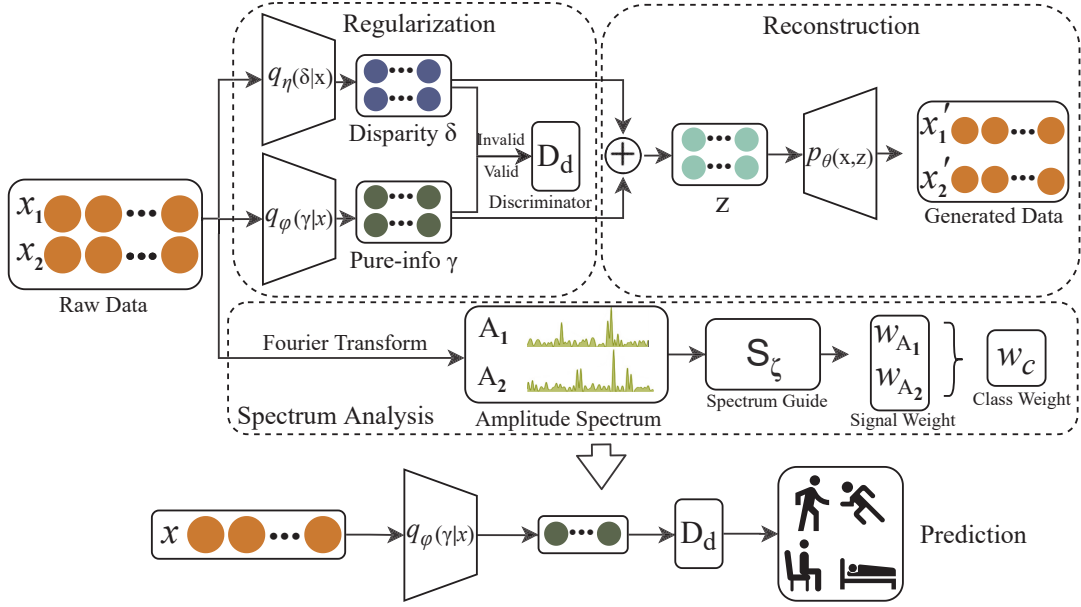 Regularization
Reconstruction
qη(δ|x)
Disparity δ
Invalid
Valid
Dd
Discriminator
qφ(γ|x)
Pure-info γ
x1
x2
Raw Data
+
z
pθ(x,z)
x1'
x2'
Generated Data
Fourier Transform
A1
A2
Amplitude Spectrum
Sζ
Spectrum Guide
wA1
wA2
Signal Weight
wc
Class Weight
Spectrum Analysis
x
qφ(γ|x)
Dd
Prediction